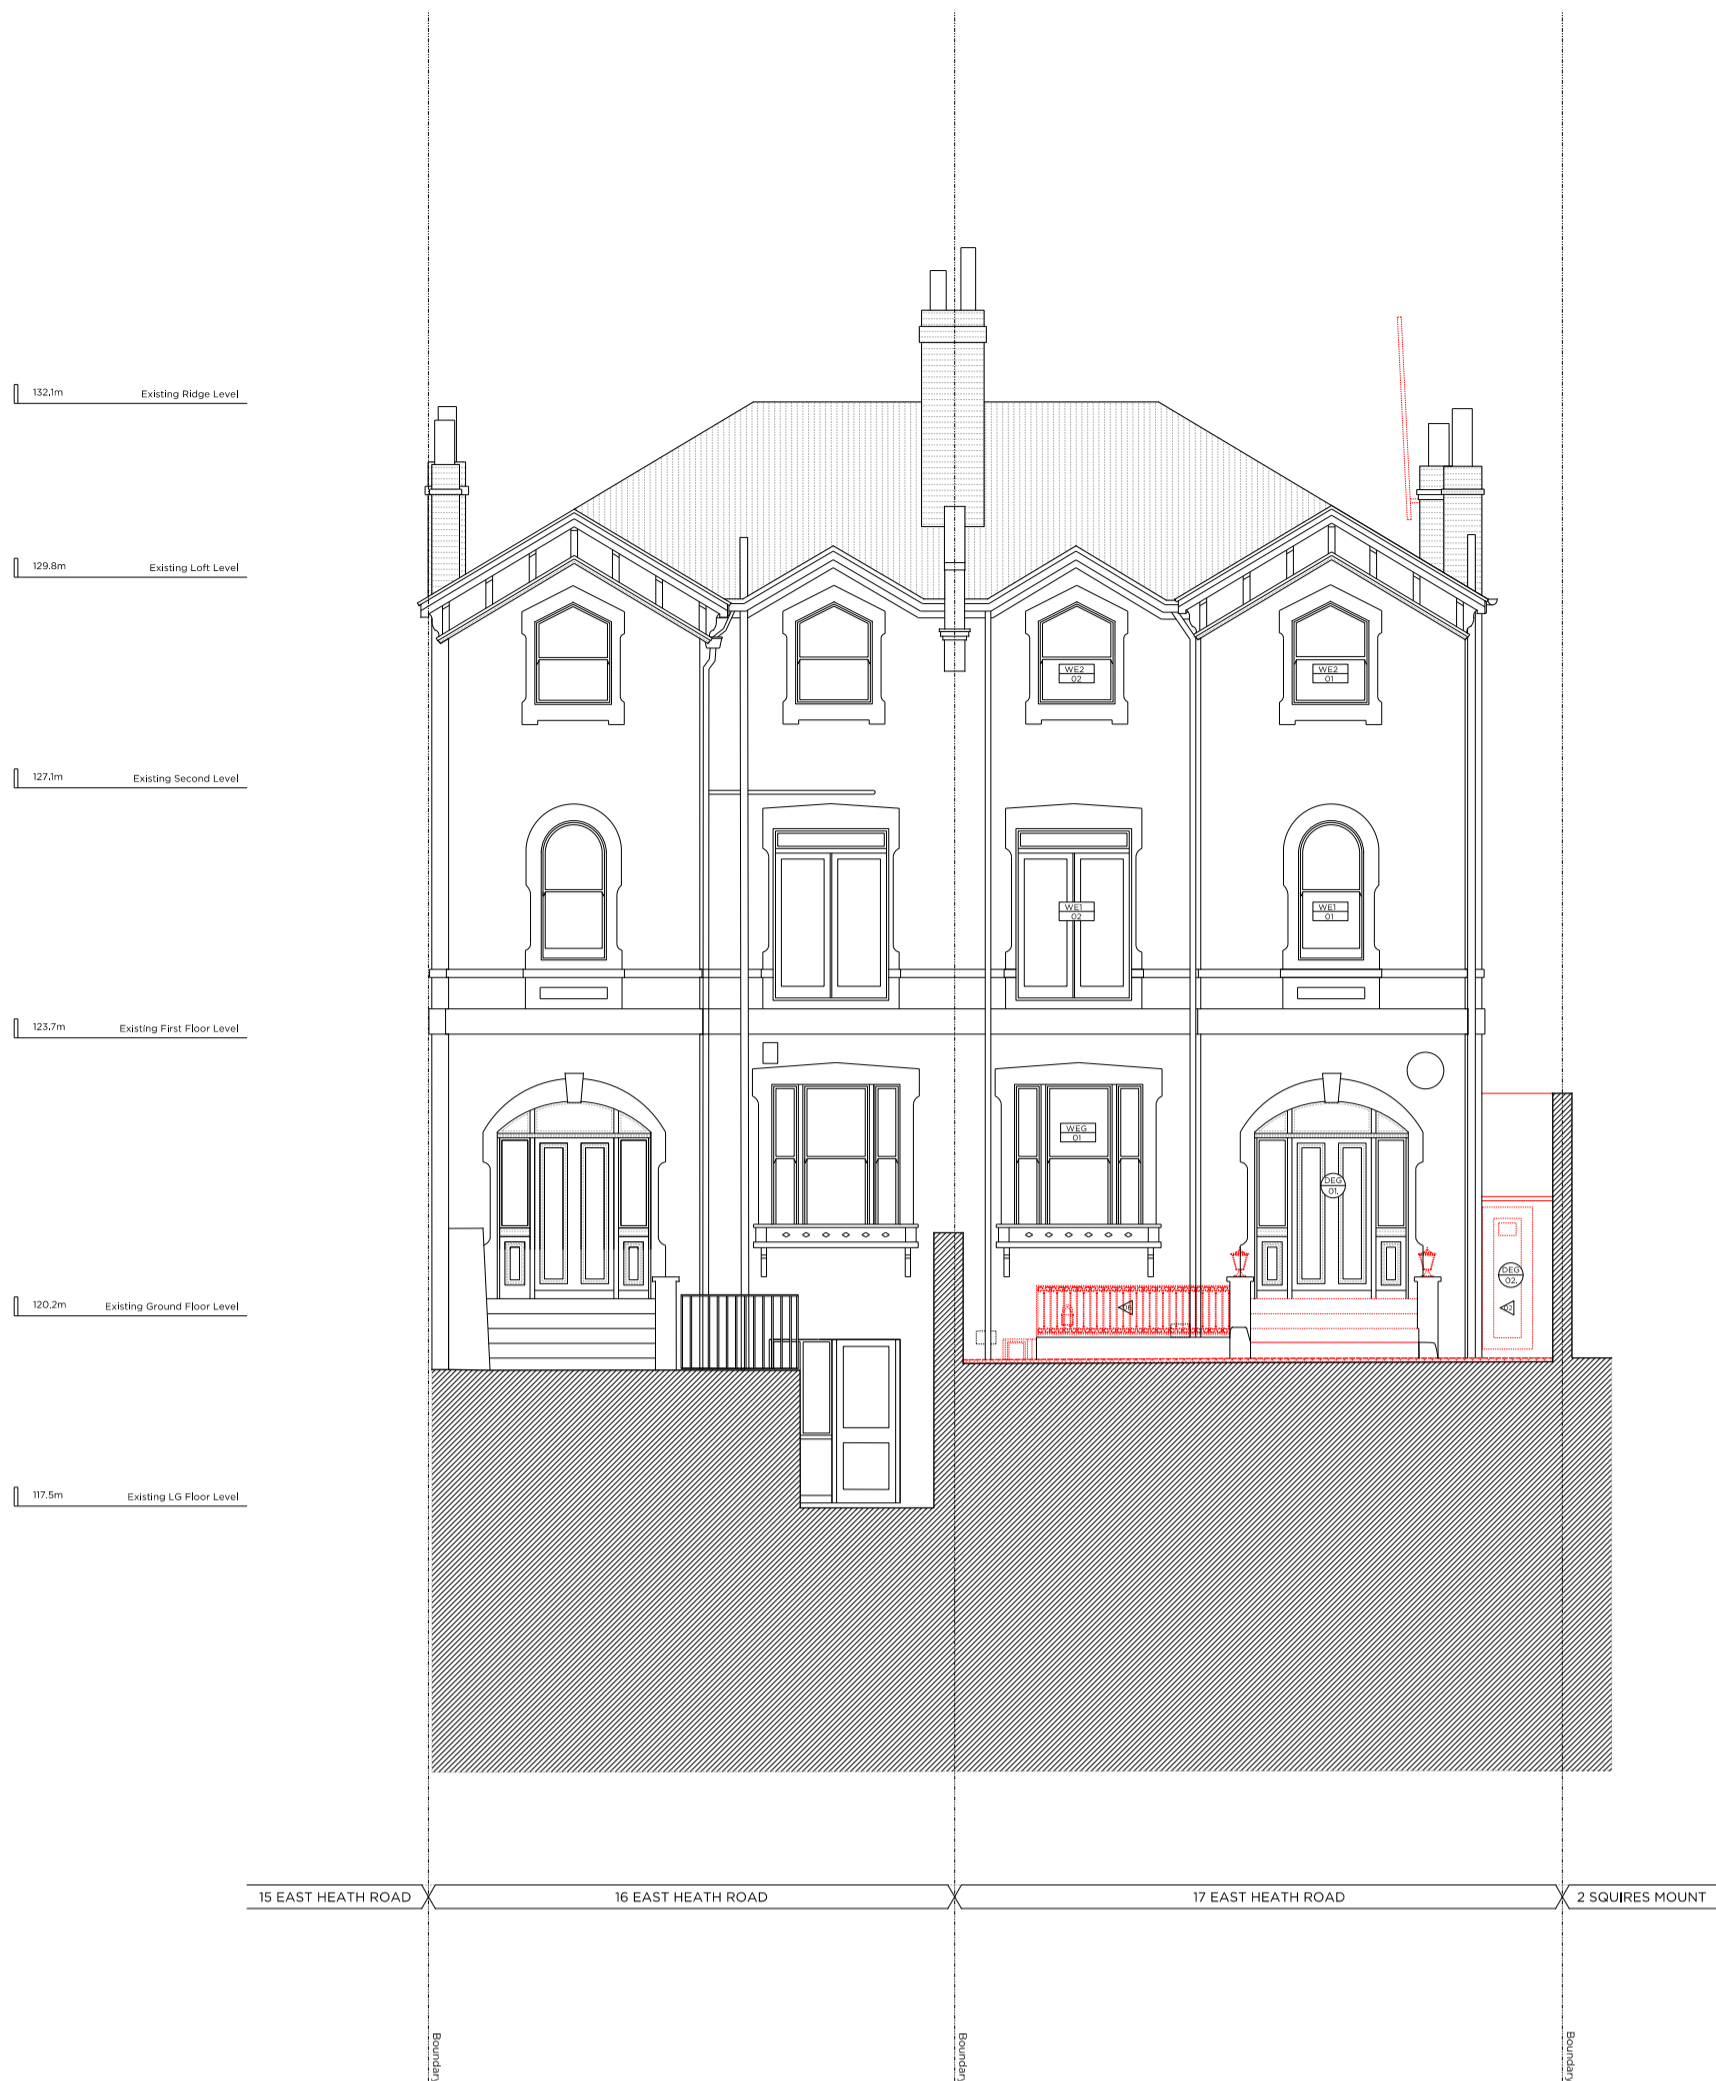 132.1m Existing Ridge Level
129.8m Existing Loft Level
WE2
02
WE2
01
127.1m Existing Second Level
WE1
02
WE1
01
123.7m Existing First Floor Level
WEG
01
DEG
01.
DEG
02.
120.2m Existing Ground Floor Level
16
02
117.5m Existing LG Floor Level
15 EAST HEATH ROAD
16 EAST HEATH ROAD
17 EAST HEATH ROAD
2 SQUIRES MOUNT
Boundary
Boundary
Boundary